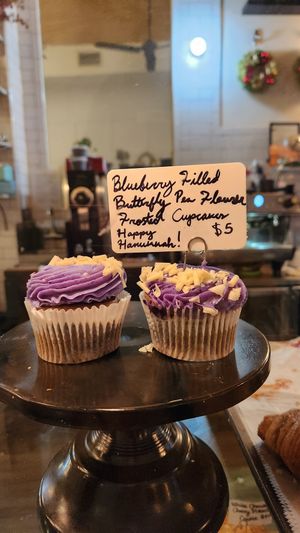 Blueberry Filled
Butterfly Pea Flower
Frosted Cupcakes
Happy $5
Hanukkah!